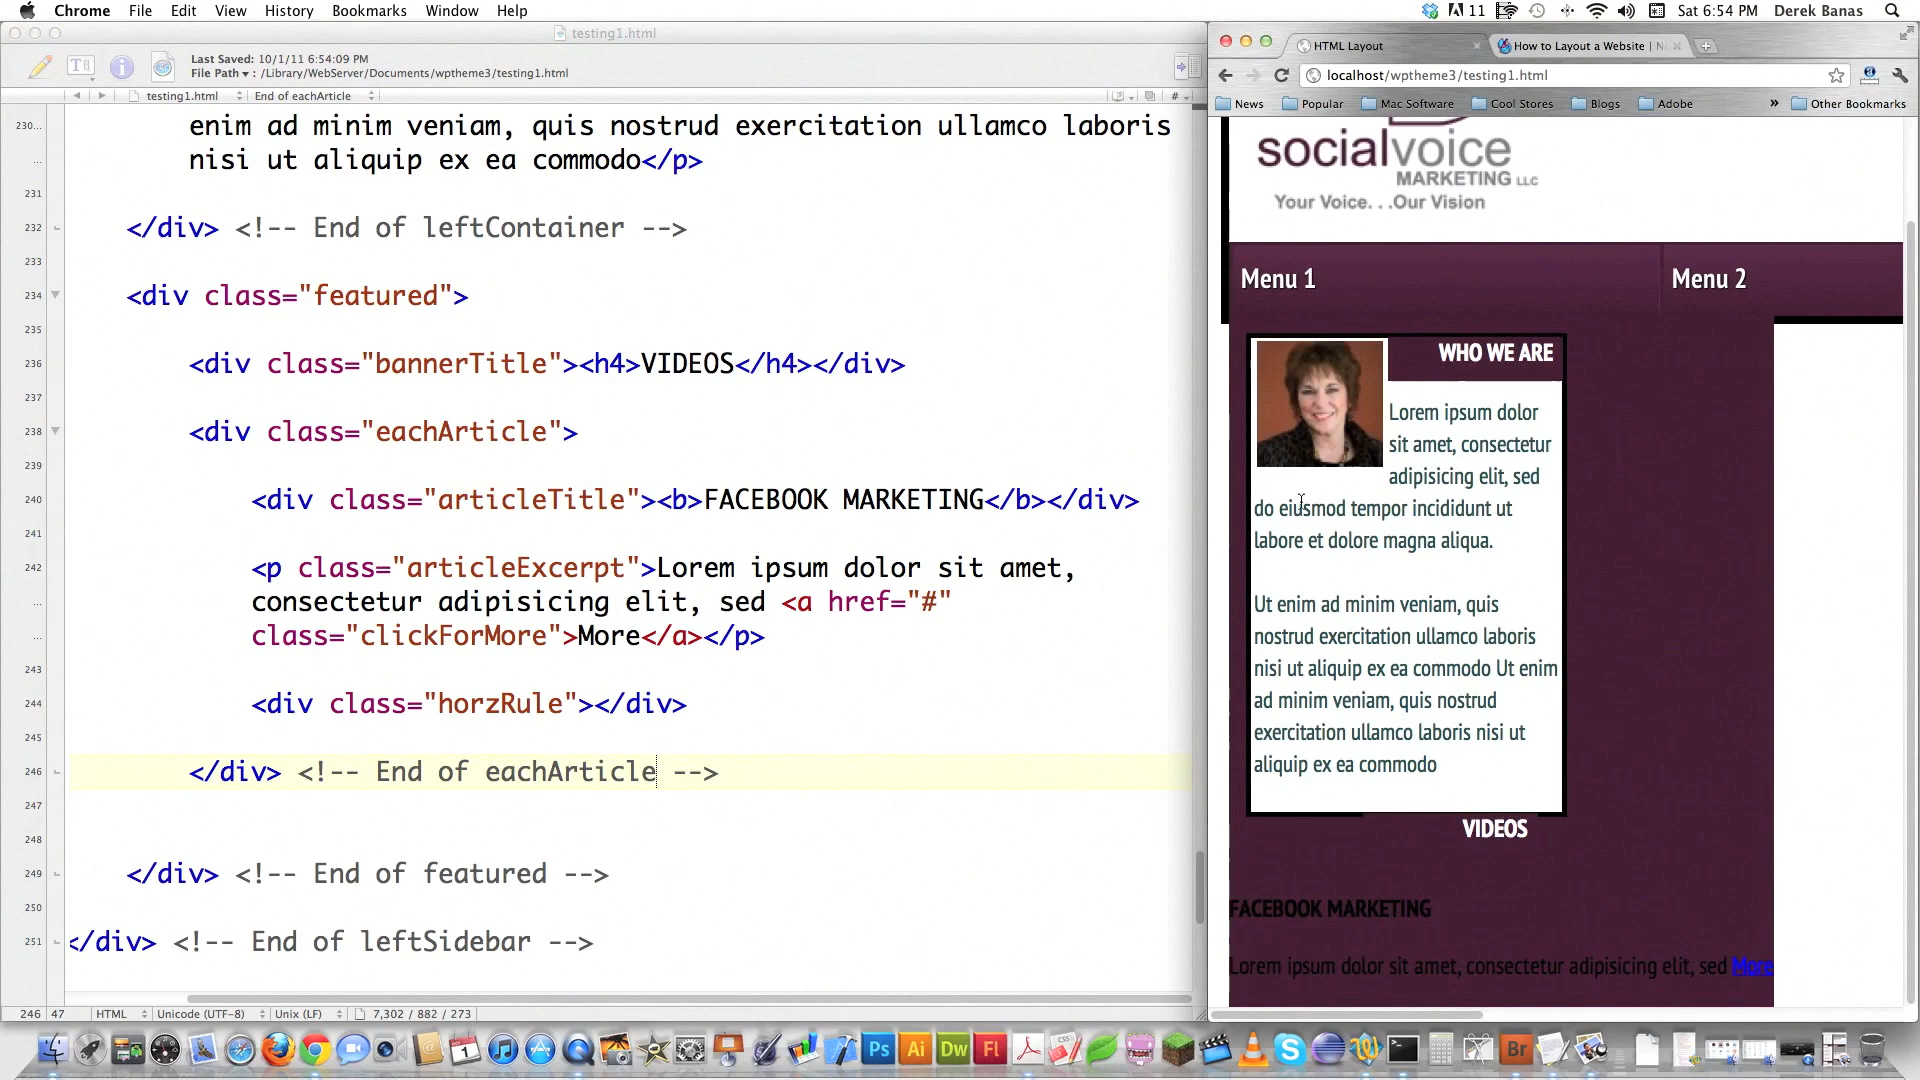 Chrome File Edit View History Bookmarks Window Help
11 Sat 6:54 PM Derek Banas
testing1.html
Last Saved: 10/1/11 6:54:09 PM
File Path ▾ : /Library/WebServer/Documents/wptheme3/testing1.html
testing1.html End of eachArticle
230... enim ad minim veniam, quis nostrud exercitation ullamco laboris
nisi ut aliquip ex ea commodo</p>
231
232 </div> <!-- End of leftContainer -->
233
234 <div class="featured">
235
236 <div class="bannerTitle"><h4>VIDEOS</h4></div>
237
238 <div class="eachArticle">
239
240 <div class="articleTitle"><b>FACEBOOK MARKETING</b></div>
241
242 <p class="articleExcerpt">Lorem ipsum dolor sit amet,
consectetur adipisicing elit, sed <a href="#"
class="clickForMore">More</a></p>
243
244 <div class="horzRule"></div>
245
246 </div> <!-- End of eachArticle -->
247
248
249 </div> <!-- End of featured -->
250
251 </div> <!-- End of leftSidebar -->
246 47 HTML Unicode (UTF-8) Unix (LF) 7,302 / 882 / 273
HTML Layout
How to Layout a Website |
localhost/wptheme3/testing1.html
News Popular Mac Software Cool Stores Blogs Adobe » Other Bookmarks
socialvoice
MARKETING LLC
Your Voice. . .Our Vision
Menu 1 Menu 2
WHO WE ARE
Lorem ipsum dolor
sit amet, consectetur
adipisicing elit, sed
do eiusmod tempor incididunt ut
labore et dolore magna aliqua.
Ut enim ad minim veniam, quis
nostrud exercitation ullamco laboris
nisi ut aliquip ex ea commodo Ut enim
ad minim veniam, quis nostrud
exercitation ullamco laboris nisi ut
aliquip ex ea commodo
VIDEOS
FACEBOOK MARKETING
Lorem ipsum dolor sit amet, consectetur adipisicing elit, sed More
Ps Ai Dw Fl Br